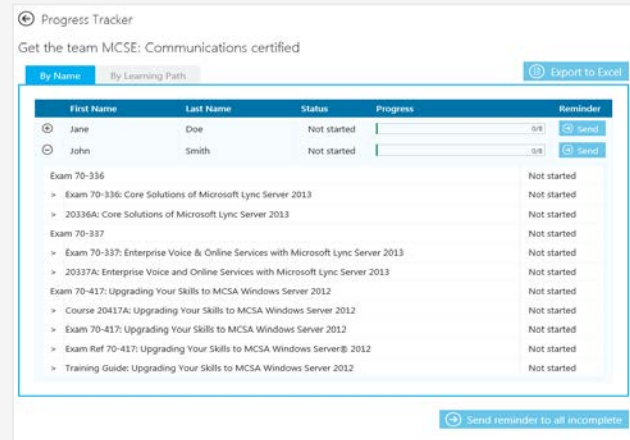 Progress Tracker
Get the team MCSE: Communications certified
By Name By Learning Path Export to Excel
First Name Last Name Status Progress Reminder
Jane Doe Not started 0/8 Send
John Smith Not started 0/8 Send
Exam 70-336 Not started
> Exam 70-336: Core Solutions of Microsoft Lync Server 2013 Not started
> 20336A: Core Solutions of Microsoft Lync Server 2013 Not started
Exam 70-337 Not started
> Exam 70-337: Enterprise Voice & Online Services with Microsoft Lync Server 2013 Not started
> 20337A: Enterprise Voice and Online Services with Microsoft Lync Server 2013 Not started
Exam 70-417: Upgrading Your Skills to MCSA Windows Server 2012 Not started
> Course 20417A: Upgrading Your Skills to MCSA Windows Server 2012 Not started
> Exam 70-417: Upgrading Your Skills to MCSA Windows Server 2012 Not started
> Exam Ref 70-417: Upgrading Your Skills to MCSA Windows Server® 2012 Not started
> Training Guide: Upgrading Your Skills to MCSA Windows Server 2012 Not started
Send reminder to all incomplete